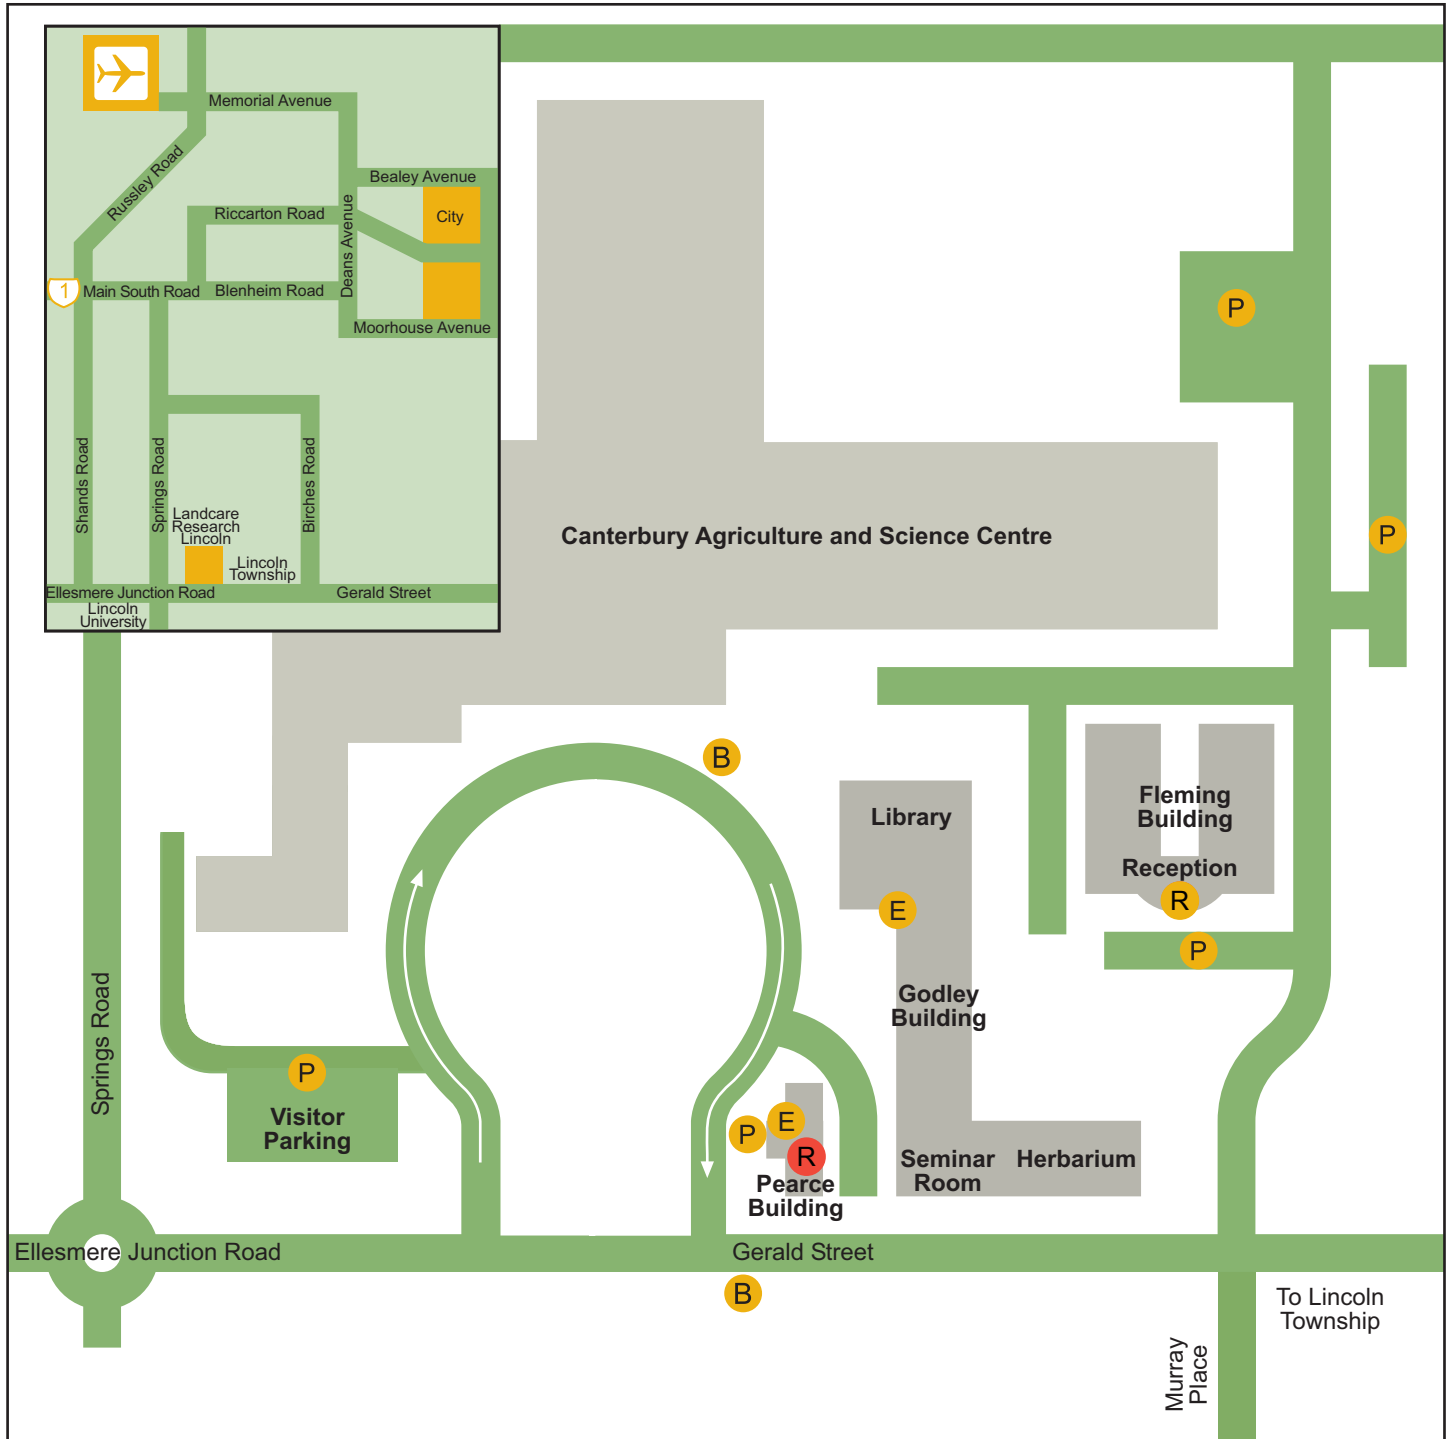 Memorial Avenue
Russley Road
Bealey Avenue
Riccarton Road
City
Deans Avenue
1
Main South Road
Blenheim Road
Moorhouse Avenue
Shands Road
Springs Road
Birches Road
Landcare
Research
Lincoln
Lincoln
Township
Ellesmere Junction Road
Gerald Street
Lincoln
University
P
P
Canterbury Agriculture and Science Centre
B
Library
Fleming
Building
Reception
R
E
P
Godley
Building
Springs Road
P
Visitor
Parking
E
P
R
Pearce
Building
Seminar
Room
Herbarium
Ellesmere Junction Road
Gerald Street
B
To Lincoln
Township
Murray
Place